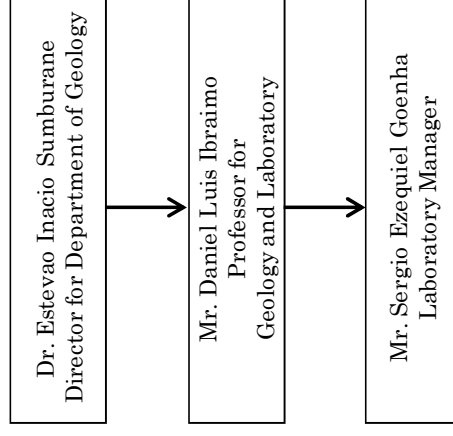 Dr. Estevao Inacio Sumburane
Director for Department of Geology
Mr. Daniel Luis Ibraimo
Professor for
Geology and Laboratory
Mr. Sergio Ezequiel Goenha
Laboratory Manager